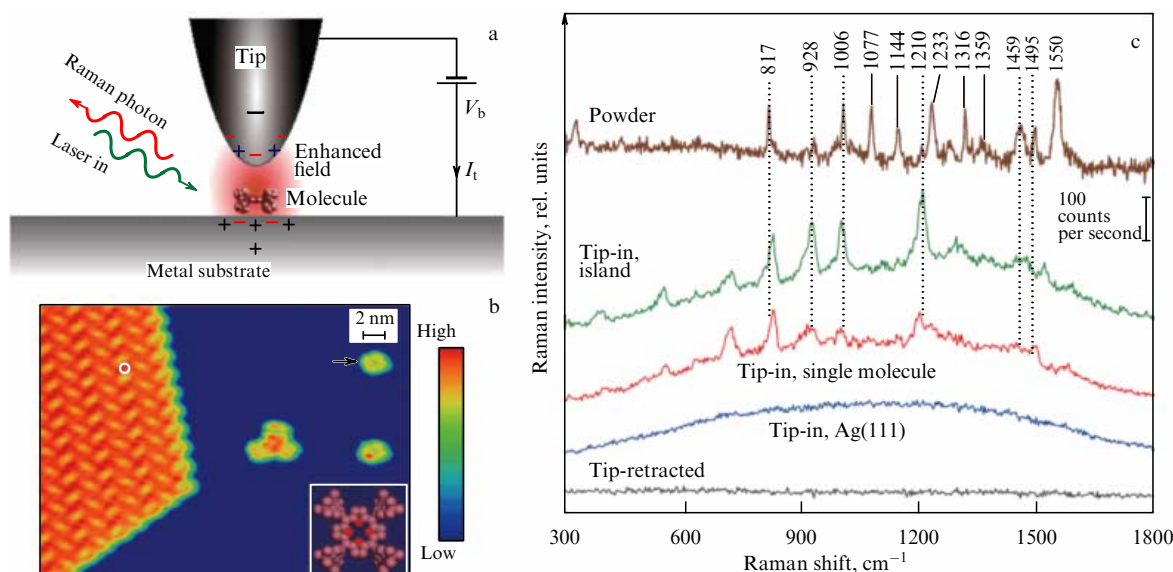 a
Tip
Raman photon
Laser in
Enhanced
field
Molecule
V_b
I_t
Metal substrate
b
High
Low
2 nm
c
817
928
1006
1077
1144
1210
1233
1316
1359
1459
1495
1550
Powder
100
counts
per second
Tip-in,
island
Tip-in, single molecule
Tip-in, Ag(111)
Tip-retracted
Raman intensity, rel. units
300 600 900 1200 1500 1800
Raman shift, cm⁻¹